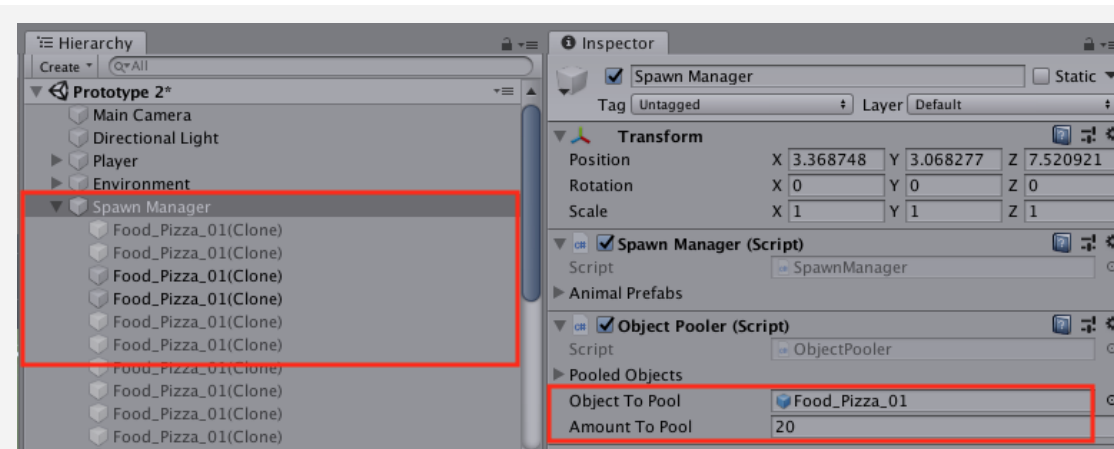 Hierarchy
Create
All
Prototype 2*
Main Camera
Directional Light
Player
Environment
Spawn Manager
Food_Pizza_01(Clone)
Food_Pizza_01(Clone)
Food_Pizza_01(Clone)
Food_Pizza_01(Clone)
Food_Pizza_01(Clone)
Food_Pizza_01(Clone)
Food_Pizza_01(Clone)
Food_Pizza_01(Clone)
Food_Pizza_01(Clone)
Food_Pizza_01(Clone)
Inspector
Spawn Manager Static
Tag Untagged Layer Default
Transform
Position X 3.368748 Y 3.068277 Z 7.520921
Rotation X 0 Y 0 Z 0
Scale X 1 Y 1 Z 1
Spawn Manager (Script)
Script SpawnManager
Animal Prefabs
Object Pooler (Script)
Script ObjectPooler
Pooled Objects
Object To Pool Food_Pizza_01
Amount To Pool 20